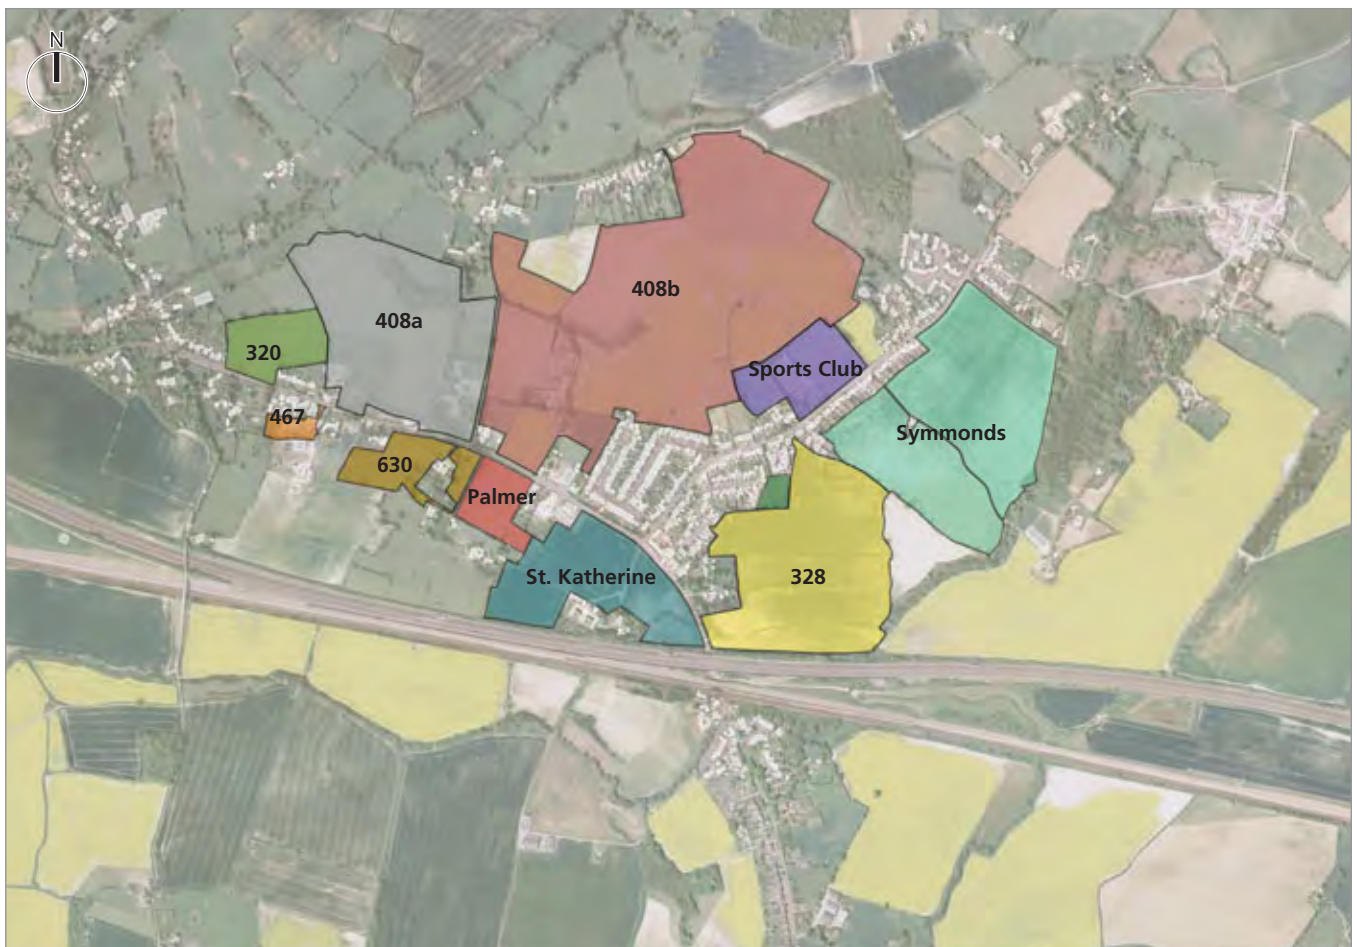 N
408b
408a
320
Sports Club
467
Symmonds
630
Palmer
St. Katherine
328